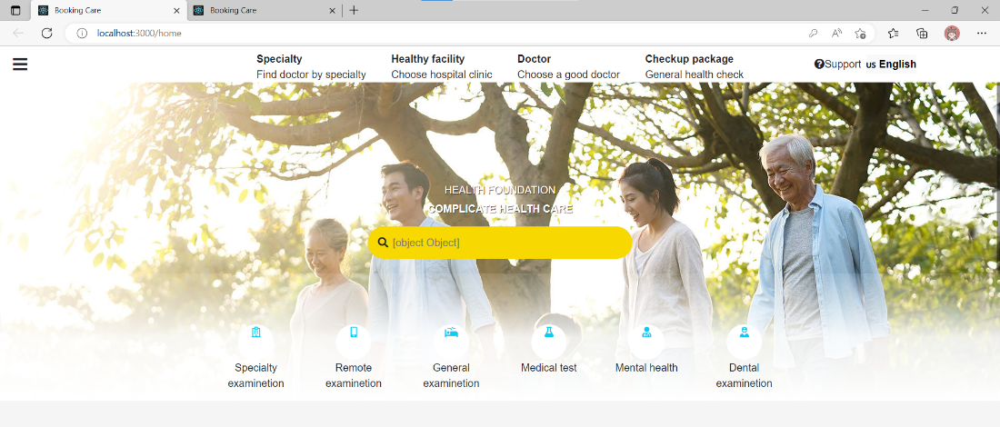 Booking Care
Booking Care
localhost:3000/home
Specialty
Find doctor by specialty
Healthy facility
Choose hospital clinic
Doctor
Choose a good doctor
Checkup package
General health check
Support us English
HEALTH FOUNDATION
COMPLICATE HEALTH CARE
[object Object]
Specialty
examinetion
Remote
examinetion
General
examinetion
Medical test
Mental health
Dental
examinetion